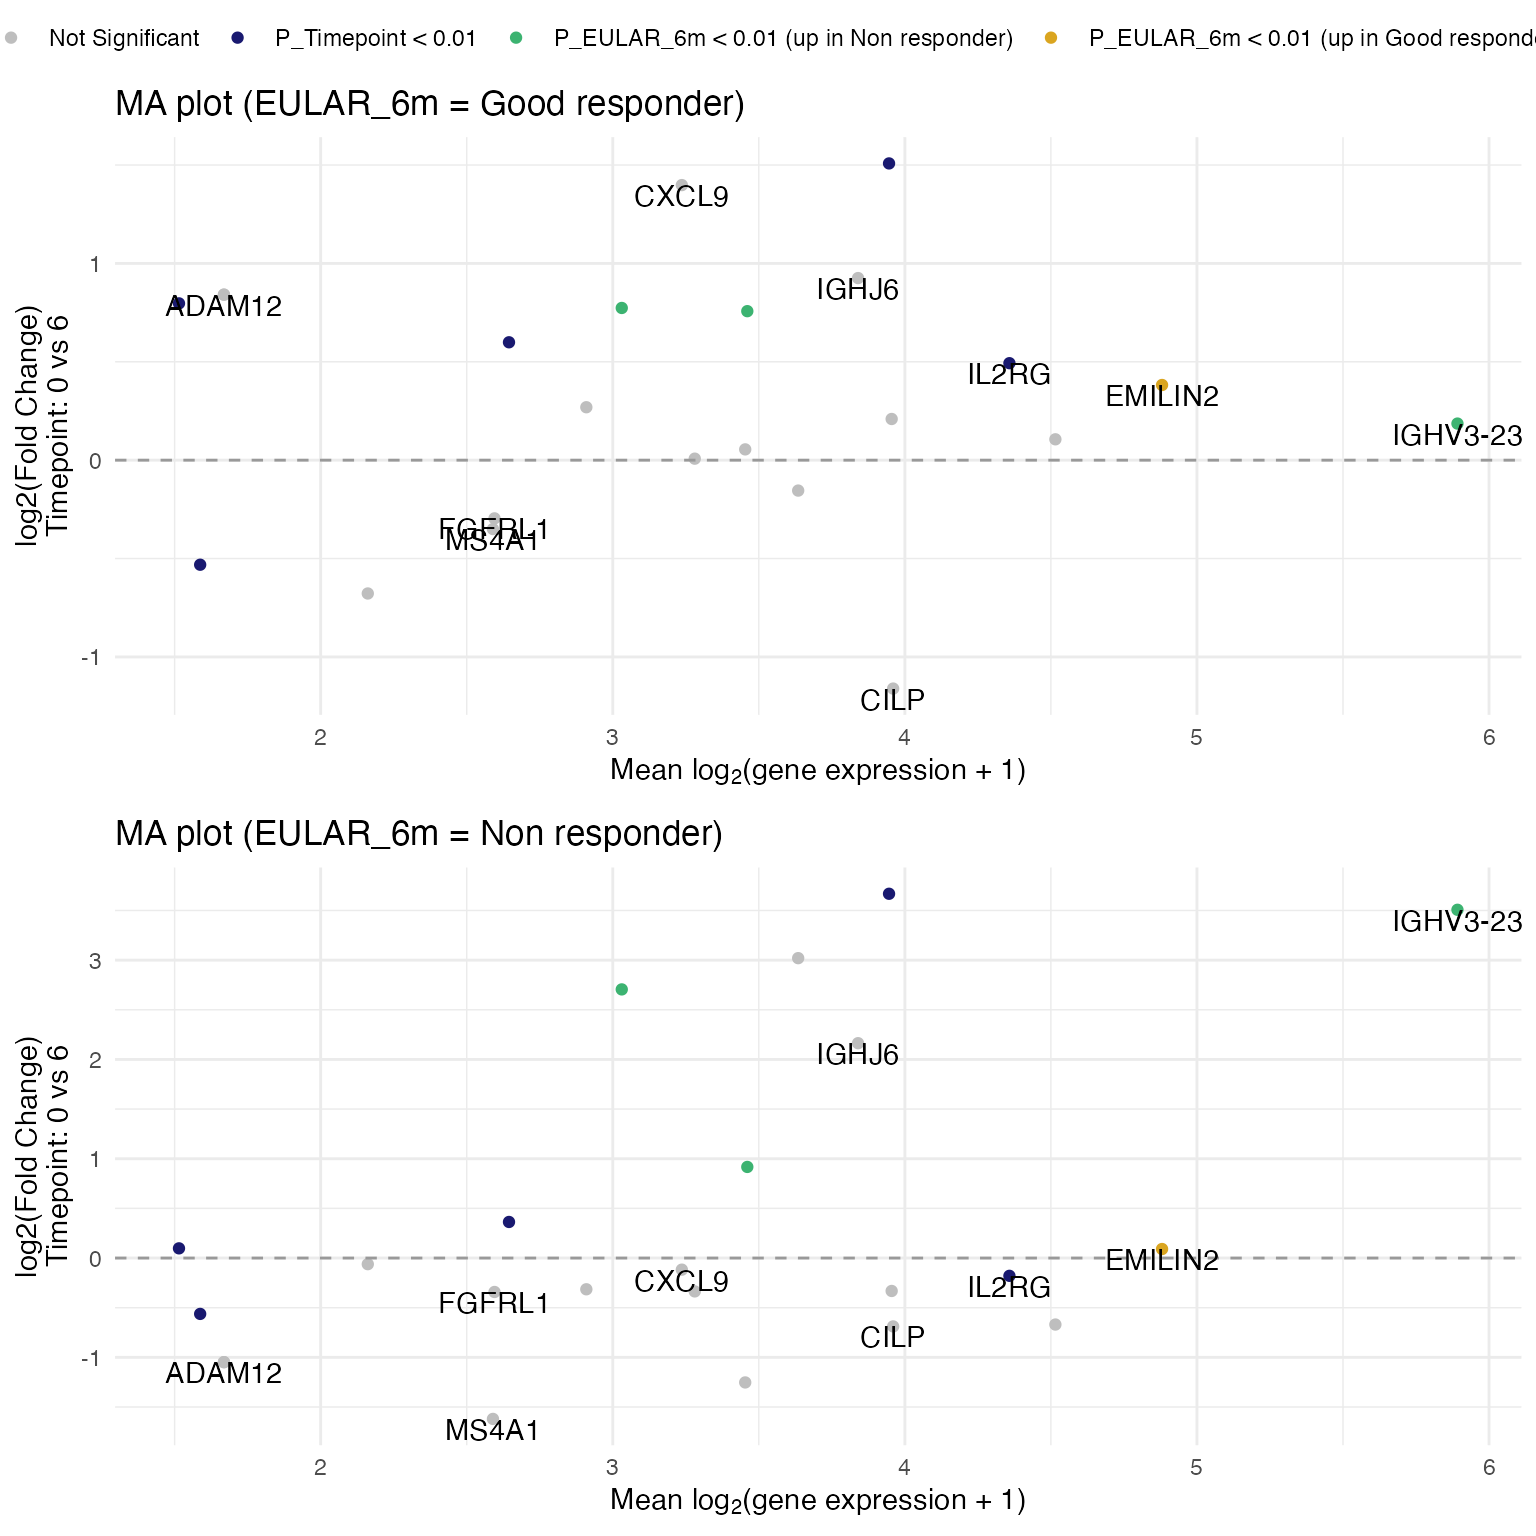 Not Significant P_Timepoint < 0.01 P_EULAR_6m < 0.01 (up in Non responder) P_EULAR_6m < 0.01 (up in Good responde
MA plot (EULAR_6m = Good responder)
log2(Fold Change)
Timepoint: 0 vs 6
1
0
-1
CXCL9
IGHJ6
ADAM12
IL2RG
EMILIN2
IGHV3-23
FGFRL1
MS4A1
CILP
2 3 4 5 6
Mean log₂(gene expression + 1)
MA plot (EULAR_6m = Non responder)
log2(Fold Change)
Timepoint: 0 vs 6
3
2
1
0
-1
IGHV3-23
IGHJ6
EMILIN2
CXCL9
IL2RG
FGFRL1
CILP
ADAM12
MS4A1
2 3 4 5 6
Mean log₂(gene expression + 1)